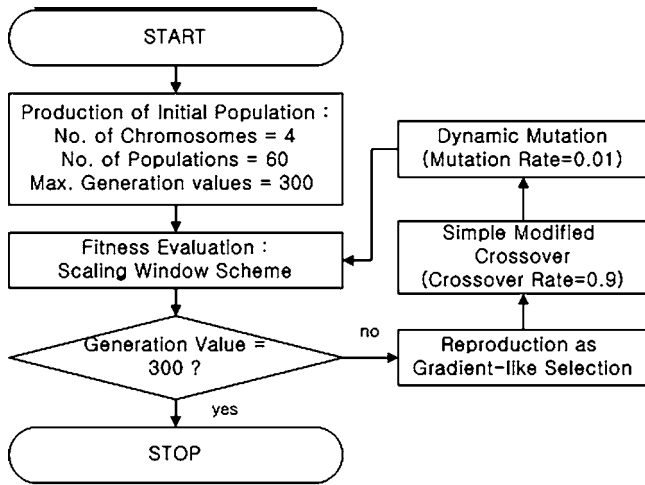 START
Production of Initial Population :
No. of Chromosomes = 4
No. of Populations = 60
Max. Generation values = 300
Fitness Evaluation :
Scaling Window Scheme
Generation Value =
300 ?
yes
STOP
no
Reproduction as
Gradient-like Selection
Simple Modified
Crossover
(Crossover Rate=0.9)
Dynamic Mutation
(Mutation Rate=0.01)